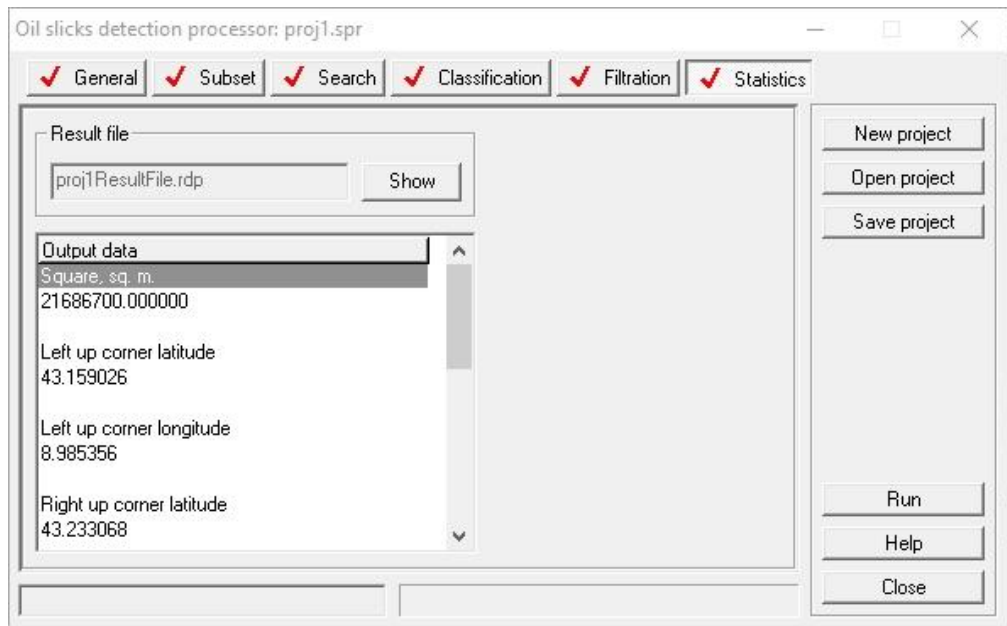 Oil slicks detection processor: proj1.spr
General Subset Search Classification Filtration Statistics
Result file
proj1ResultFile.rdp Show
Output data
Square, sq. m.
21686700.000000
Left up corner latitude
43.159026
Left up corner longitude
8.985356
Right up corner latitude
43.233068
New project
Open project
Save project
Run
Help
Close